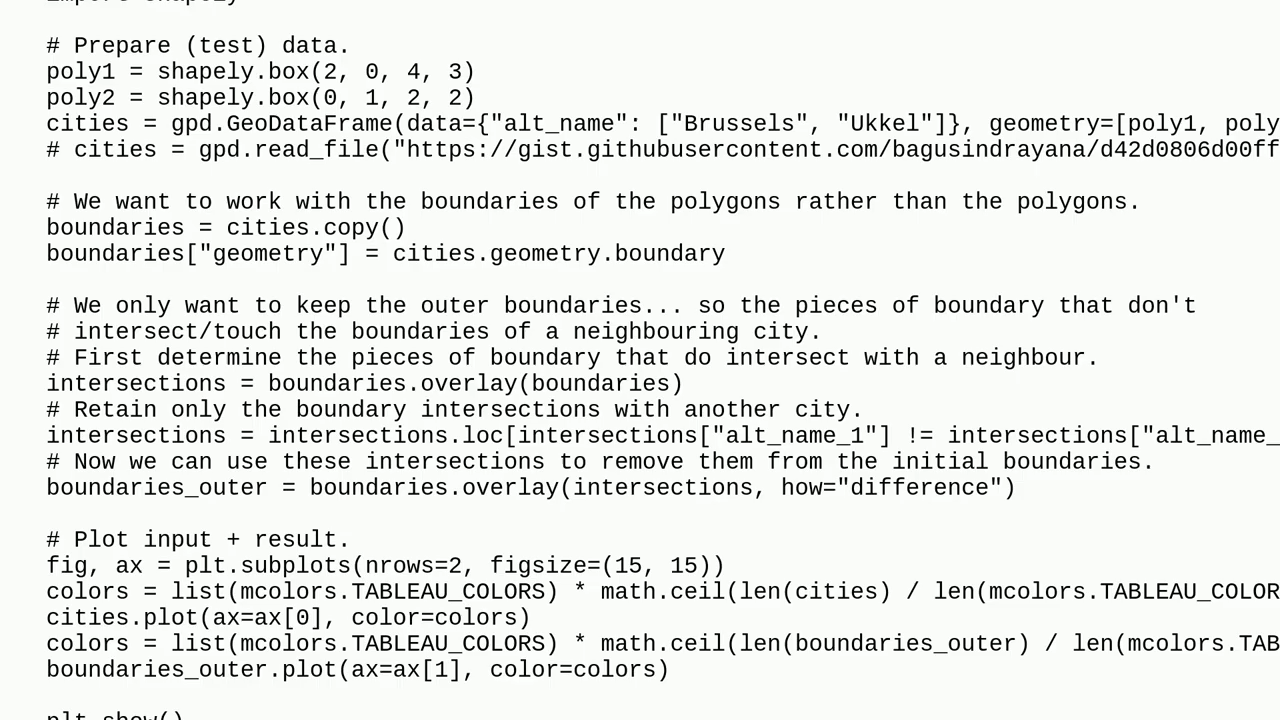 import shapely
# Prepare (test) data.
poly1 = shapely.box(2, 0, 4, 3)
poly2 = shapely.box(0, 1, 2, 2)
cities = gpd.GeoDataFrame(data={"alt_name": ["Brussels", "Ukkel"]}, geometry=[poly1, poly
# cities = gpd.read_file("https://gist.githubusercontent.com/bagusindrayana/d42d0806d00ff
# We want to work with the boundaries of the polygons rather than the polygons.
boundaries = cities.copy()
boundaries["geometry"] = cities.geometry.boundary
# We only want to keep the outer boundaries... so the pieces of boundary that don't
# intersect/touch the boundaries of a neighbouring city.
# First determine the pieces of boundary that do intersect with a neighbour.
intersections = boundaries.overlay(boundaries)
# Retain only the boundary intersections with another city.
intersections = intersections.loc[intersections["alt_name_1"] != intersections["alt_name_
# Now we can use these intersections to remove them from the initial boundaries.
boundaries_outer = boundaries.overlay(intersections, how="difference")
# Plot input + result.
fig, ax = plt.subplots(nrows=2, figsize=(15, 15))
colors = list(mcolors.TABLEAU_COLORS) * math.ceil(len(cities) / len(mcolors.TABLEAU_COLOR
cities.plot(ax=ax[0], color=colors)
colors = list(mcolors.TABLEAU_COLORS) * math.ceil(len(boundaries_outer) / len(mcolors.TAB
boundaries_outer.plot(ax=ax[1], color=colors)
plt.show()